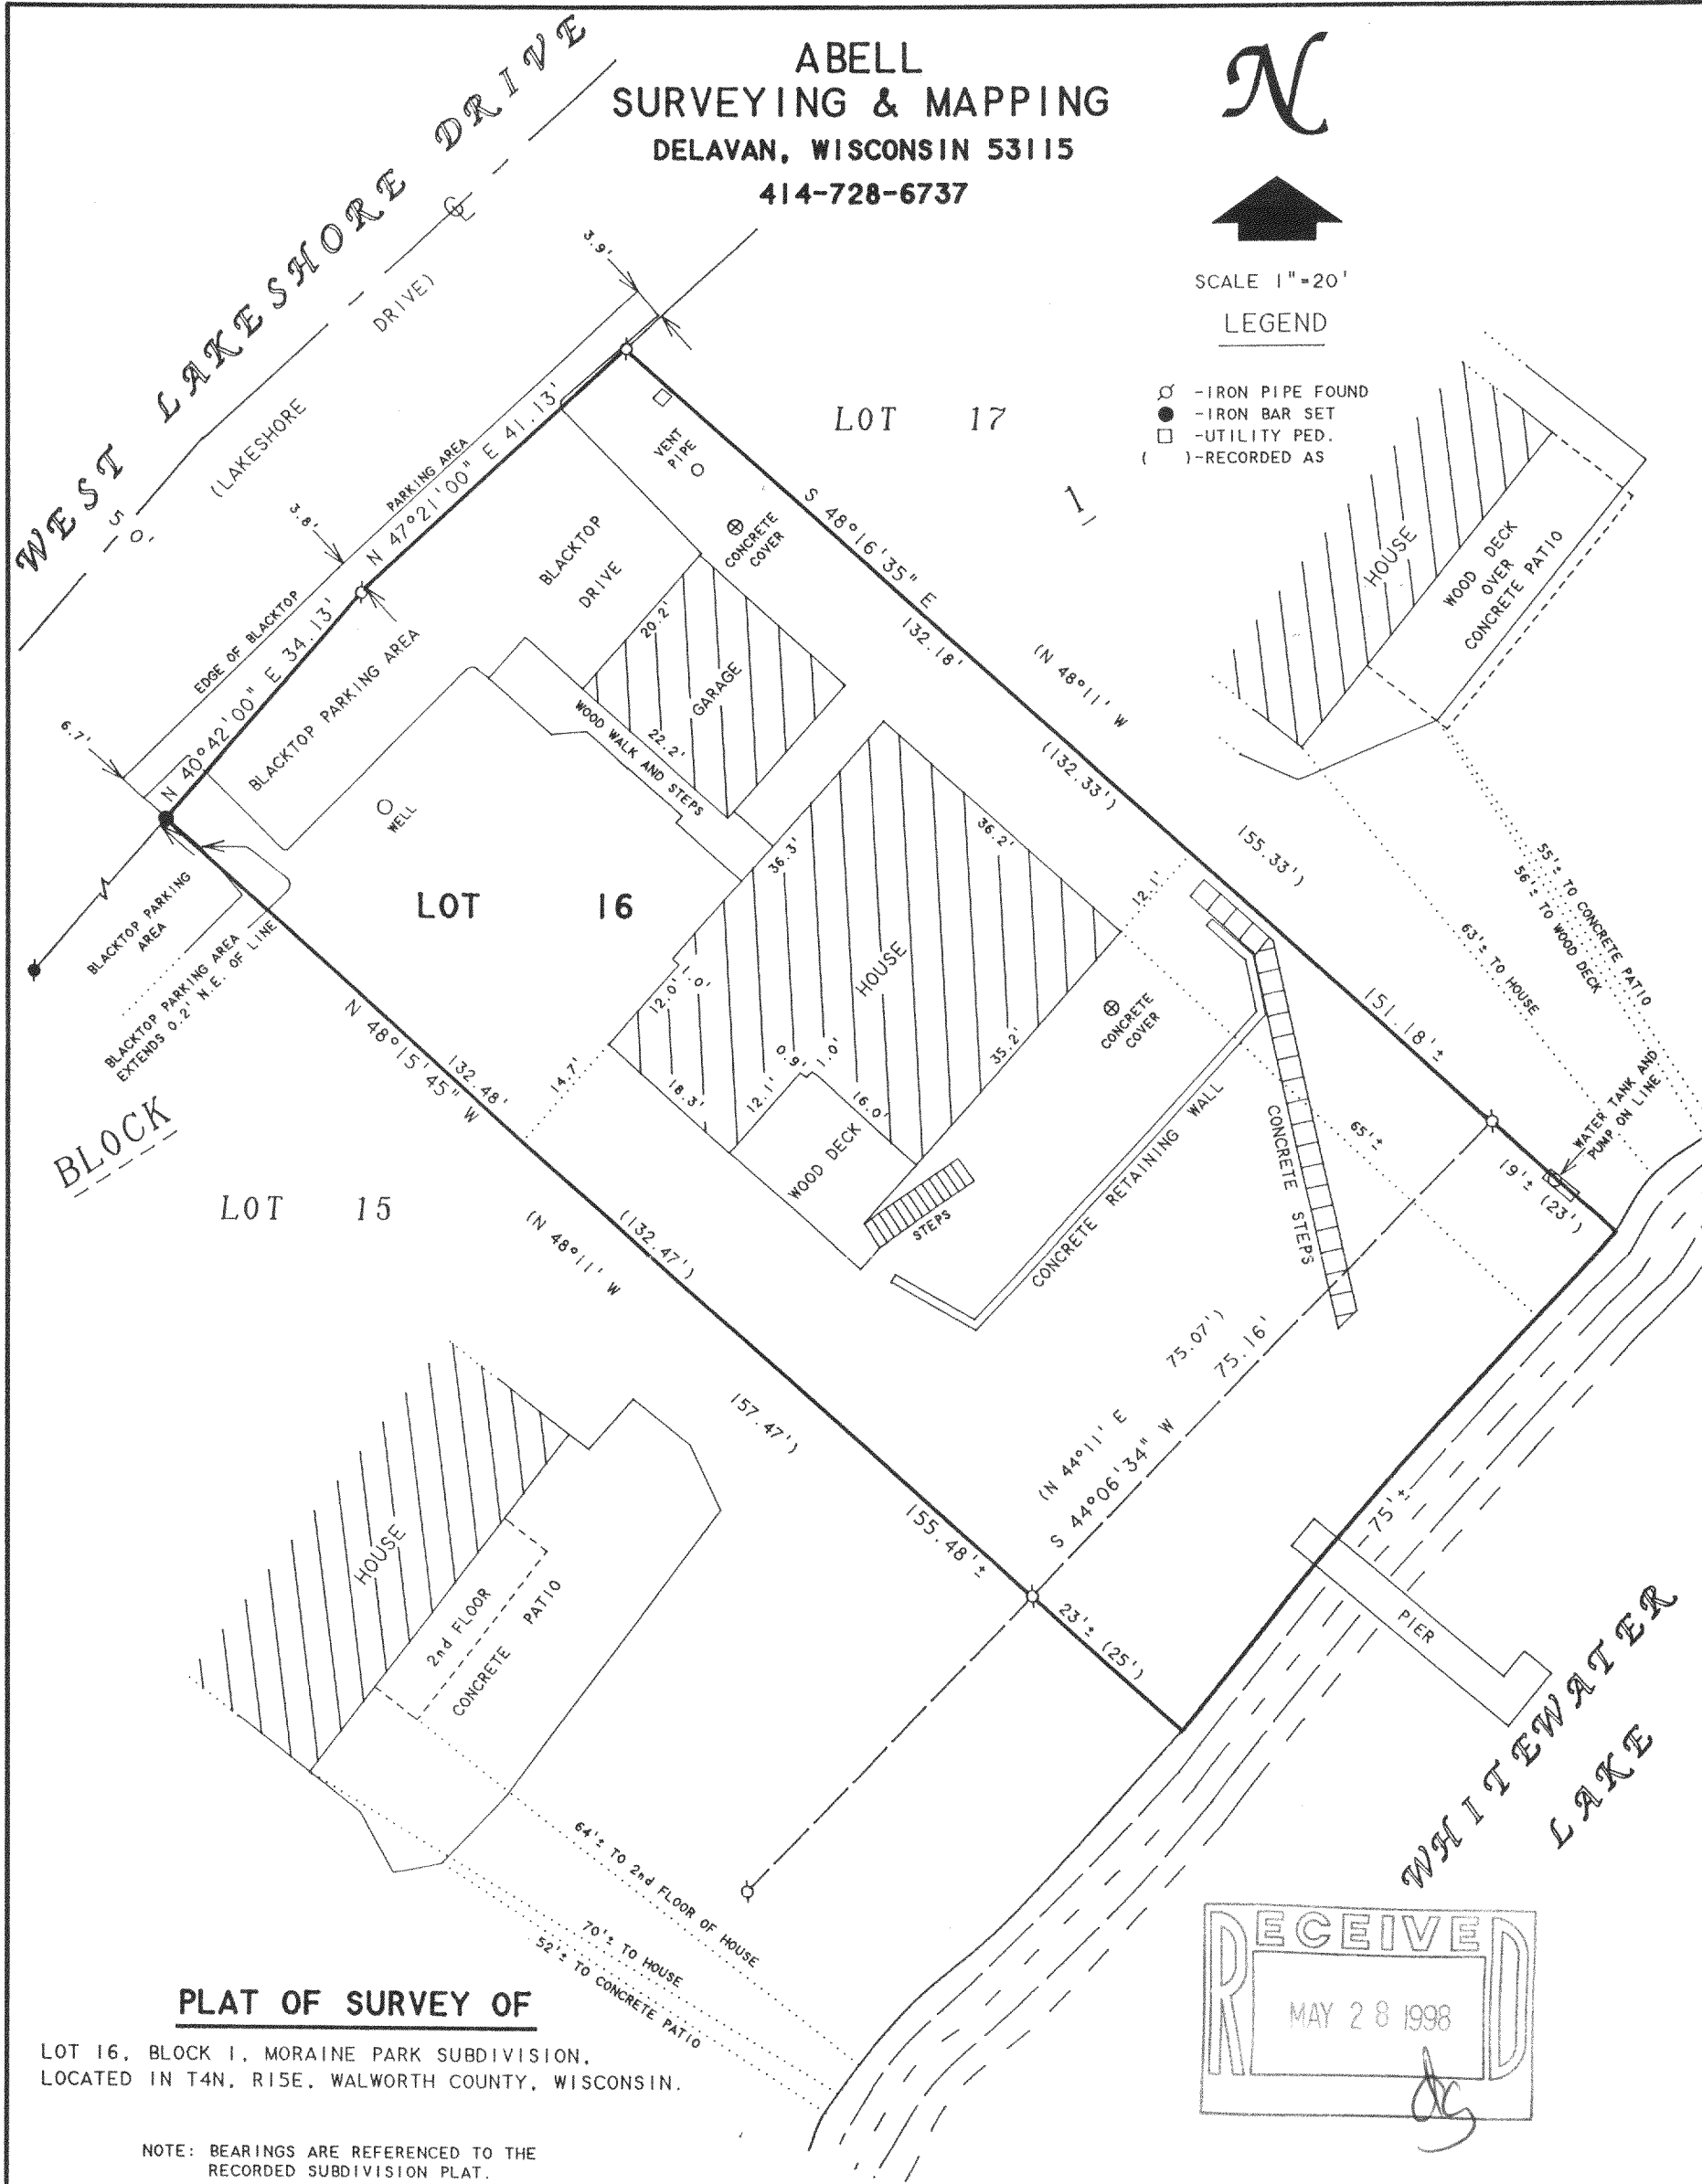 ABELL
SURVEYING & MAPPING
DELAVAN, WISCONSIN 53115
414-728-6737
N
SCALE 1"=20'
LEGEND
-IRON PIPE FOUND
-IRON BAR SET
-UTILITY PED.
( )-RECORDED AS
WEST LAKESHORE DRIVE
(LAKESHORE DRIVE)
50'
3.9'
3.8'
6.7'
PARKING AREA
N 47°21'00" E 41.13'
EDGE OF BLACKTOP
N 40°42'00" E 34.13'
BLACKTOP PARKING AREA
BLACKTOP
DRIVE
VENT
PIPE
CONCRETE
COVER
LOT 17
1,
S 48°16'35" E
132.18'
(N 48°11' W
(132.33')
155.33')
151.18'±
20.2'
GARAGE
22.2'
WOOD WALK AND STEPS
WELL
LOT 16
HOUSE
36.3'
36.2'
12.1'
12.0'
1.0'
14.7'
18.3'
12.1'
0.9'
1.0'
16.0'
35.2'
WOOD DECK
STEPS
CONCRETE
COVER
CONCRETE RETAINING WALL
CONCRETE STEPS
65'±
HOUSE
WOOD DECK
OVER
CONCRETE PATIO
55'± TO CONCRETE PATIO
56'± TO WOOD DECK
63'± TO HOUSE
WATER TANK AND
PUMP ON LINE
19'± (23')
BLACKTOP PARKING
AREA
BLACKTOP PARKING AREA
EXTENDS 0.2' N.E. OF LINE
BLOCK
LOT 15
N 48°15'45" W
132.48'
(N 48°11' W
(132.47')
157.47')
155.48'±
(N 44°11' E
75.07')
S 44°06'34" W
75.16'
23'± (25')
75'±
PIER
WHITEWATER
LAKE
HOUSE
2nd FLOOR
CONCRETE PATIO
64'± TO 2nd FLOOR OF HOUSE
70'± TO HOUSE
52'± TO CONCRETE PATIO
PLAT OF SURVEY OF
LOT 16, BLOCK 1, MORAINE PARK SUBDIVISION,
LOCATED IN T4N, R15E, WALWORTH COUNTY, WISCONSIN.
NOTE: BEARINGS ARE REFERENCED TO THE
RECORDED SUBDIVISION PLAT.
RECEIVED
MAY 28 1998